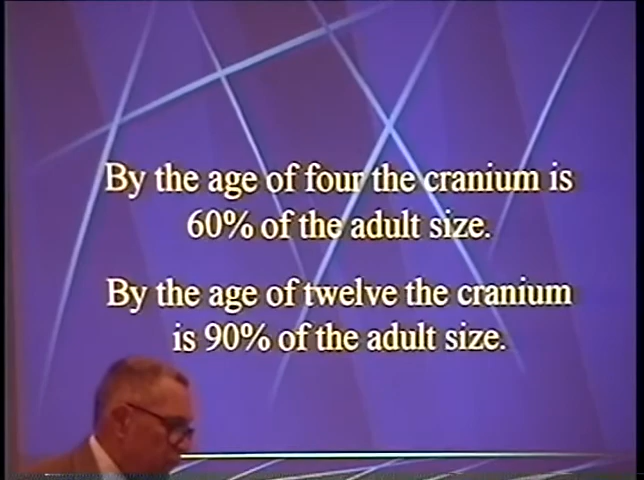 By the age of four the cranium is
60% of the adult size.
By the age of twelve the cranium
is 90% of the adult size.